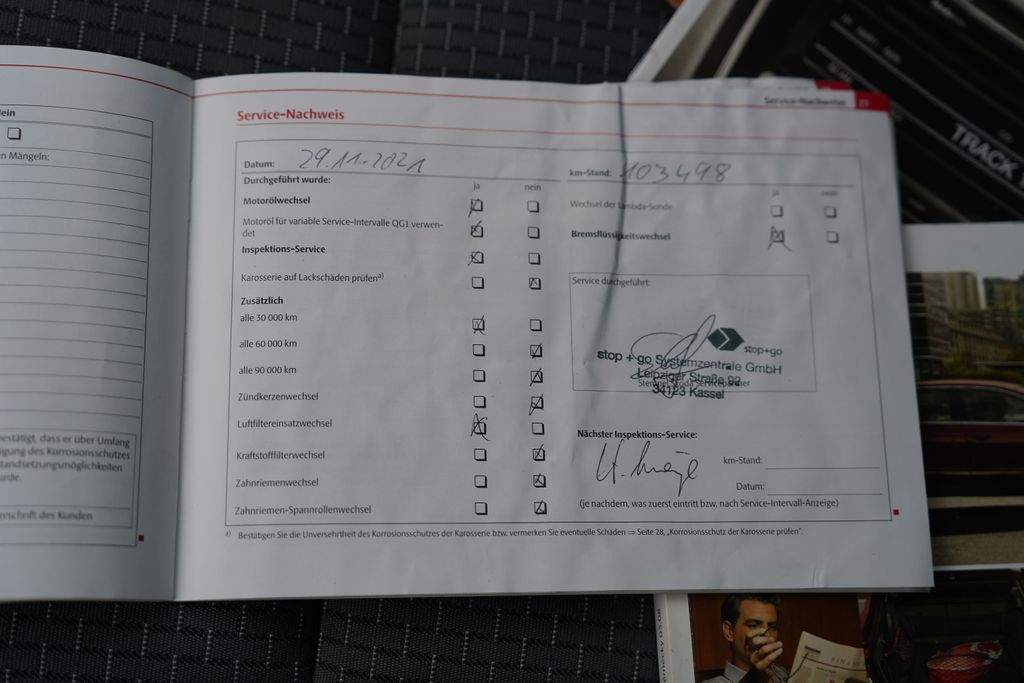 n Mängeln:
estätigt, dass er über Umfang
igung des Korrosionsschutzes
tandsetzungsmöglichkeiten
urde.
des Kunden
Service-Nachweise 27
Service-Nachweis
Datum: 29.11.2021
Durchgeführt wurde:
ja nein
Motorölwechsel
Motoröl für variable Service-Intervalle QG1 verwen-
det
Inspektions-Service
Karosserie auf Lackschäden prüfen a)
Zusätzlich
alle 30 000 km
alle 60 000 km
alle 90 000 km
Zündkerzenwechsel
Luftfiltereinsatzwechsel
Kraftstofffilterwechsel
Zahnriemenwechsel
Zahnriemen-Spannrollenwechsel
km-Stand: 103498
ja nein
Wechsel der Lambda-Sonde
Bremsflüssigkeitswechsel
Service durchgeführt:
stop+go
stop + go Systemzentrale GmbH
Leipziger Straße 92
34123 Kassel
Nächster Inspektions-Service:
km-Stand:
Datum:
(je nachdem, was zuerst eintritt bzw. nach Service-Intervall-Anzeige)
a) Bestätigen Sie die Unversehrtheit des Korrosionsschutzes der Karosserie bzw. vermerken Sie eventuelle Schäden ⇒ Seite 28, „Korrosionsschutz der Karosserie prüfen“.
TRACK